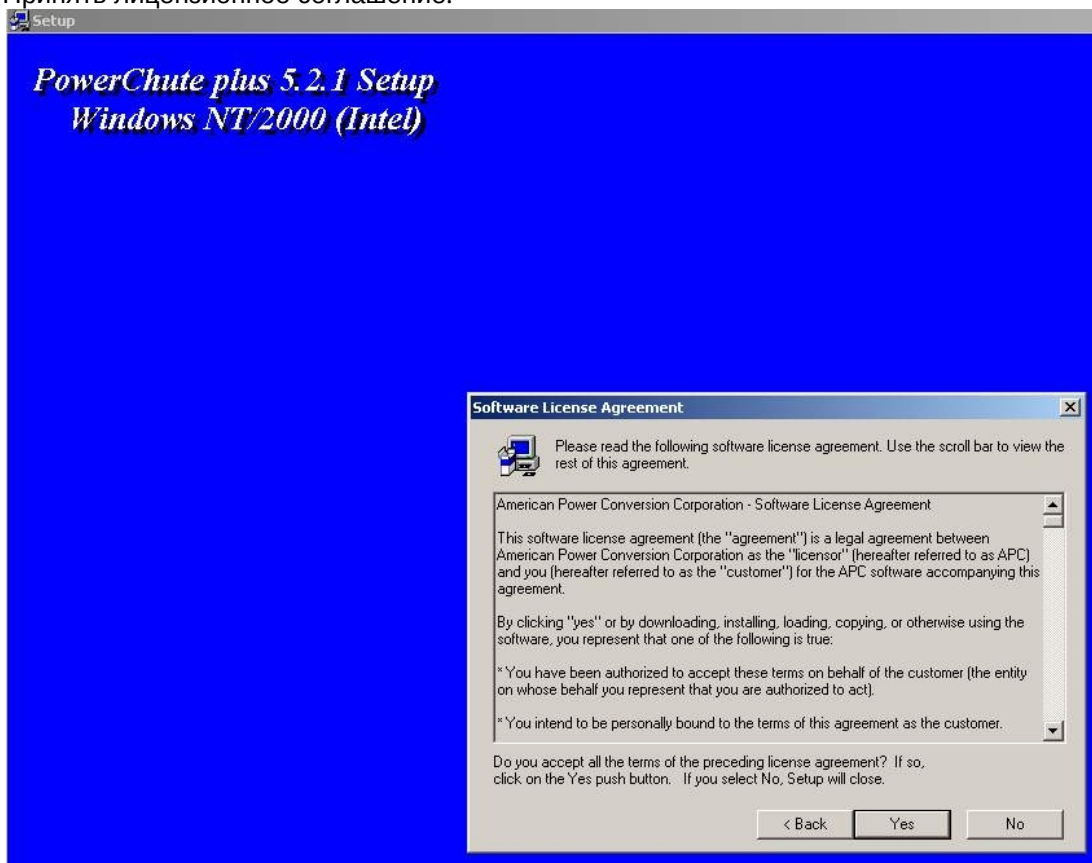 Принять лицензионное соглашение.
Setup
PowerChute plus 5.2.1 Setup
Windows NT/2000 (Intel)
Software License Agreement
Please read the following software license agreement. Use the scroll bar to view the
rest of this agreement.
American Power Conversion Corporation - Software License Agreement
This software license agreement (the "agreement") is a legal agreement between
American Power Conversion Corporation as the "licensor" (hereafter referred to as APC)
and you (hereafter referred to as the "customer") for the APC software accompanying this
agreement.
By clicking "yes" or by downloading, installing, loading, copying, or otherwise using the
software, you represent that one of the following is true:
* You have been authorized to accept these terms on behalf of the customer (the entity
on whose behalf you represent that you are authorized to act).
* You intend to be personally bound to the terms of this agreement as the customer.
Do you accept all the terms of the preceding license agreement? If so,
click on the Yes push button. If you select No, Setup will close.
< Back Yes No